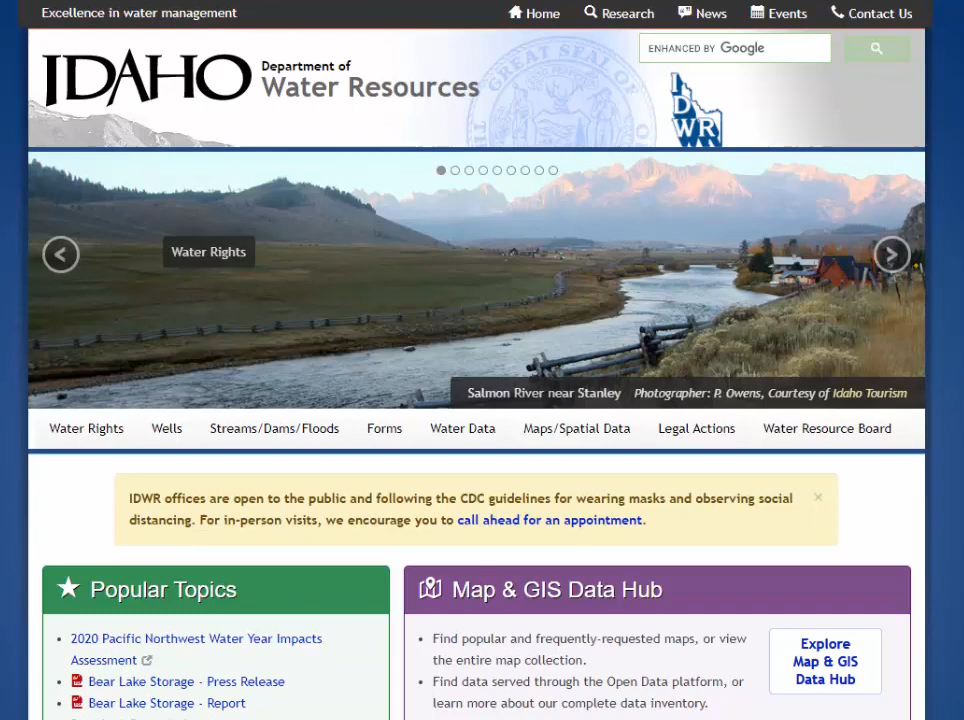 Excellence in water management
Home Research News Events Contact Us
IDAHO Department of Water Resources
ENHANCED BY Google
IDWR
Water Rights
Salmon River near Stanley Photographer: P. Owens, Courtesy of Idaho Tourism
Water Rights Wells Streams/Dams/Floods Forms Water Data Maps/Spatial Data Legal Actions Water Resource Board
IDWR offices are open to the public and following the CDC guidelines for wearing masks and observing social
distancing. For in-person visits, we encourage you to call ahead for an appointment.
Popular Topics
2020 Pacific Northwest Water Year Impacts
Assessment
Bear Lake Storage - Press Release
Bear Lake Storage - Report
Map & GIS Data Hub
Find popular and frequently-requested maps, or view
the entire map collection.
Find data served through the Open Data platform, or
learn more about our complete data inventory.
Explore
Map & GIS
Data Hub